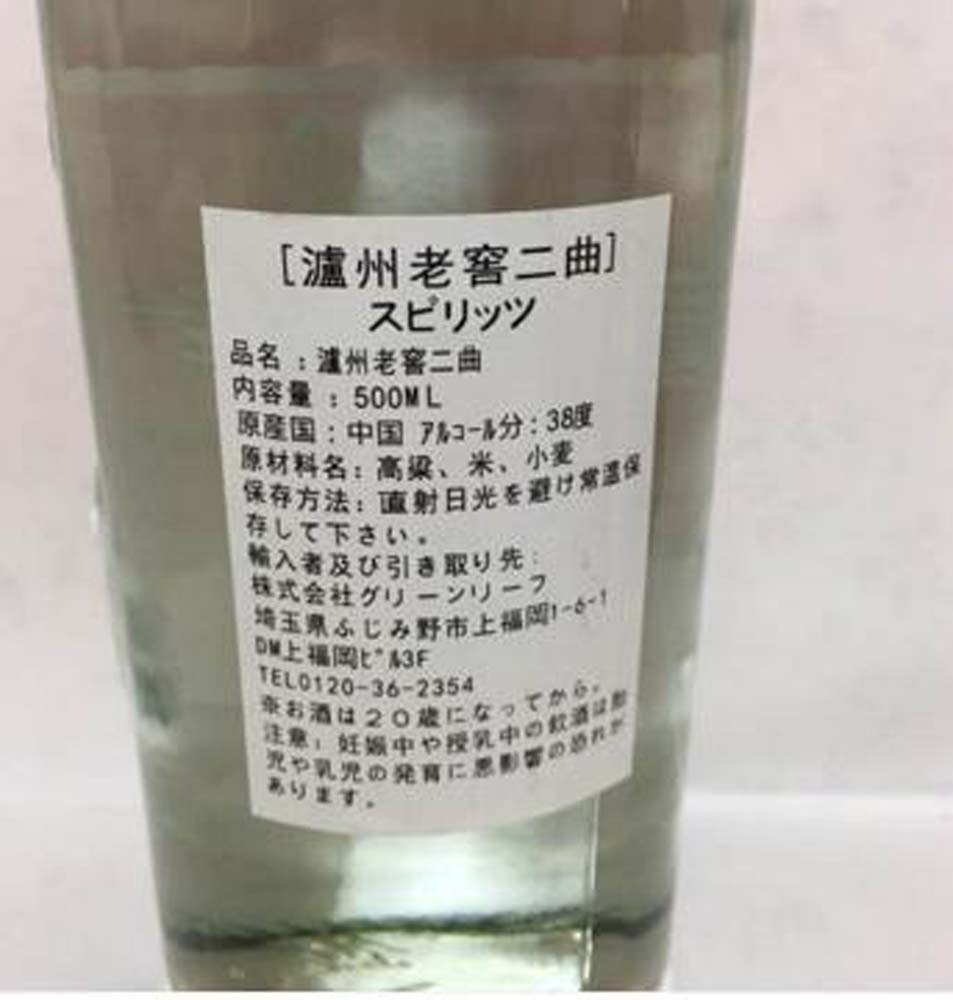 [瀘州老窖二曲]
スピリッツ
品名：瀘州老窖二曲
内容量：500ML
原産国：中国 ｱﾙｺｰﾙ分：38度
原材料名：高粱、米、小麦
保存方法：直射日光を避け常温保
存して下さい。
輸入者及び引き取り先：
株式会社グリーンリーフ
埼玉県ふじみ野市上福岡1-6-1
DM上福岡ﾋﾞﾙ3F
TEL0120-36-2354
※お酒は２０歳になってから。
注意：妊娠中や授乳中の飲酒は胎
児や乳児の発育に悪影響の恐れが
あります。